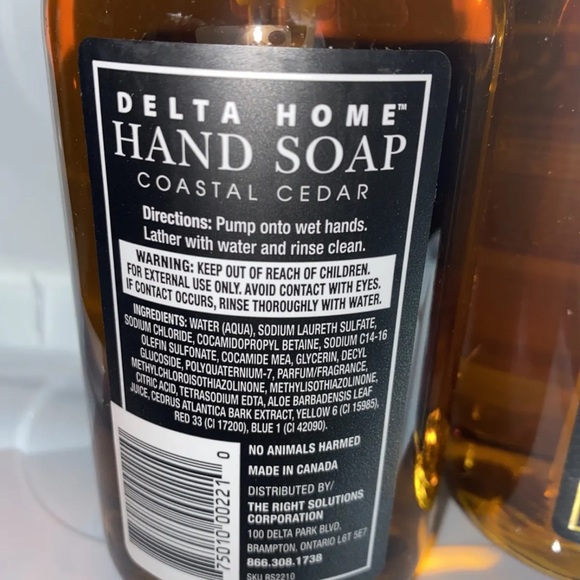 DELTA HOME™
HAND SOAP
COASTAL CEDAR
Directions: Pump onto wet hands.
Lather with water and rinse clean.
WARNING: KEEP OUT OF REACH OF CHILDREN.
FOR EXTERNAL USE ONLY. AVOID CONTACT WITH EYES.
IF CONTACT OCCURS, RINSE THOROUGHLY WITH WATER.
INGREDIENTS: WATER (AQUA), SODIUM LAURETH SULFATE,
SODIUM CHLORIDE, COCAMIDOPROPYL BETAINE, SODIUM C14-16
OLEFIN SULFONATE, COCAMIDE MEA, GLYCERIN, DECYL
GLUCOSIDE, POLYQUATERNIUM-7, PARFUM/FRAGRANCE,
METHYLCHLOROISOTHIAZOLINONE, METHYLISOTHIAZOLINONE,
CITRIC ACID, TETRASODIUM EDTA, ALOE BARBADENSIS LEAF
JUICE, CEDRUS ATLANTICA BARK EXTRACT, YELLOW 6 (CI 15985),
RED 33 (CI 17200), BLUE 1 (CI 42090).
75010 00221 0
NO ANIMALS HARMED
MADE IN CANADA
DISTRIBUTED BY/
THE RIGHT SOLUTIONS
CORPORATION
100 DELTA PARK BLVD.
BRAMPTON, ONTARIO L6T 5E7
866.308.1738
SKU RS2210